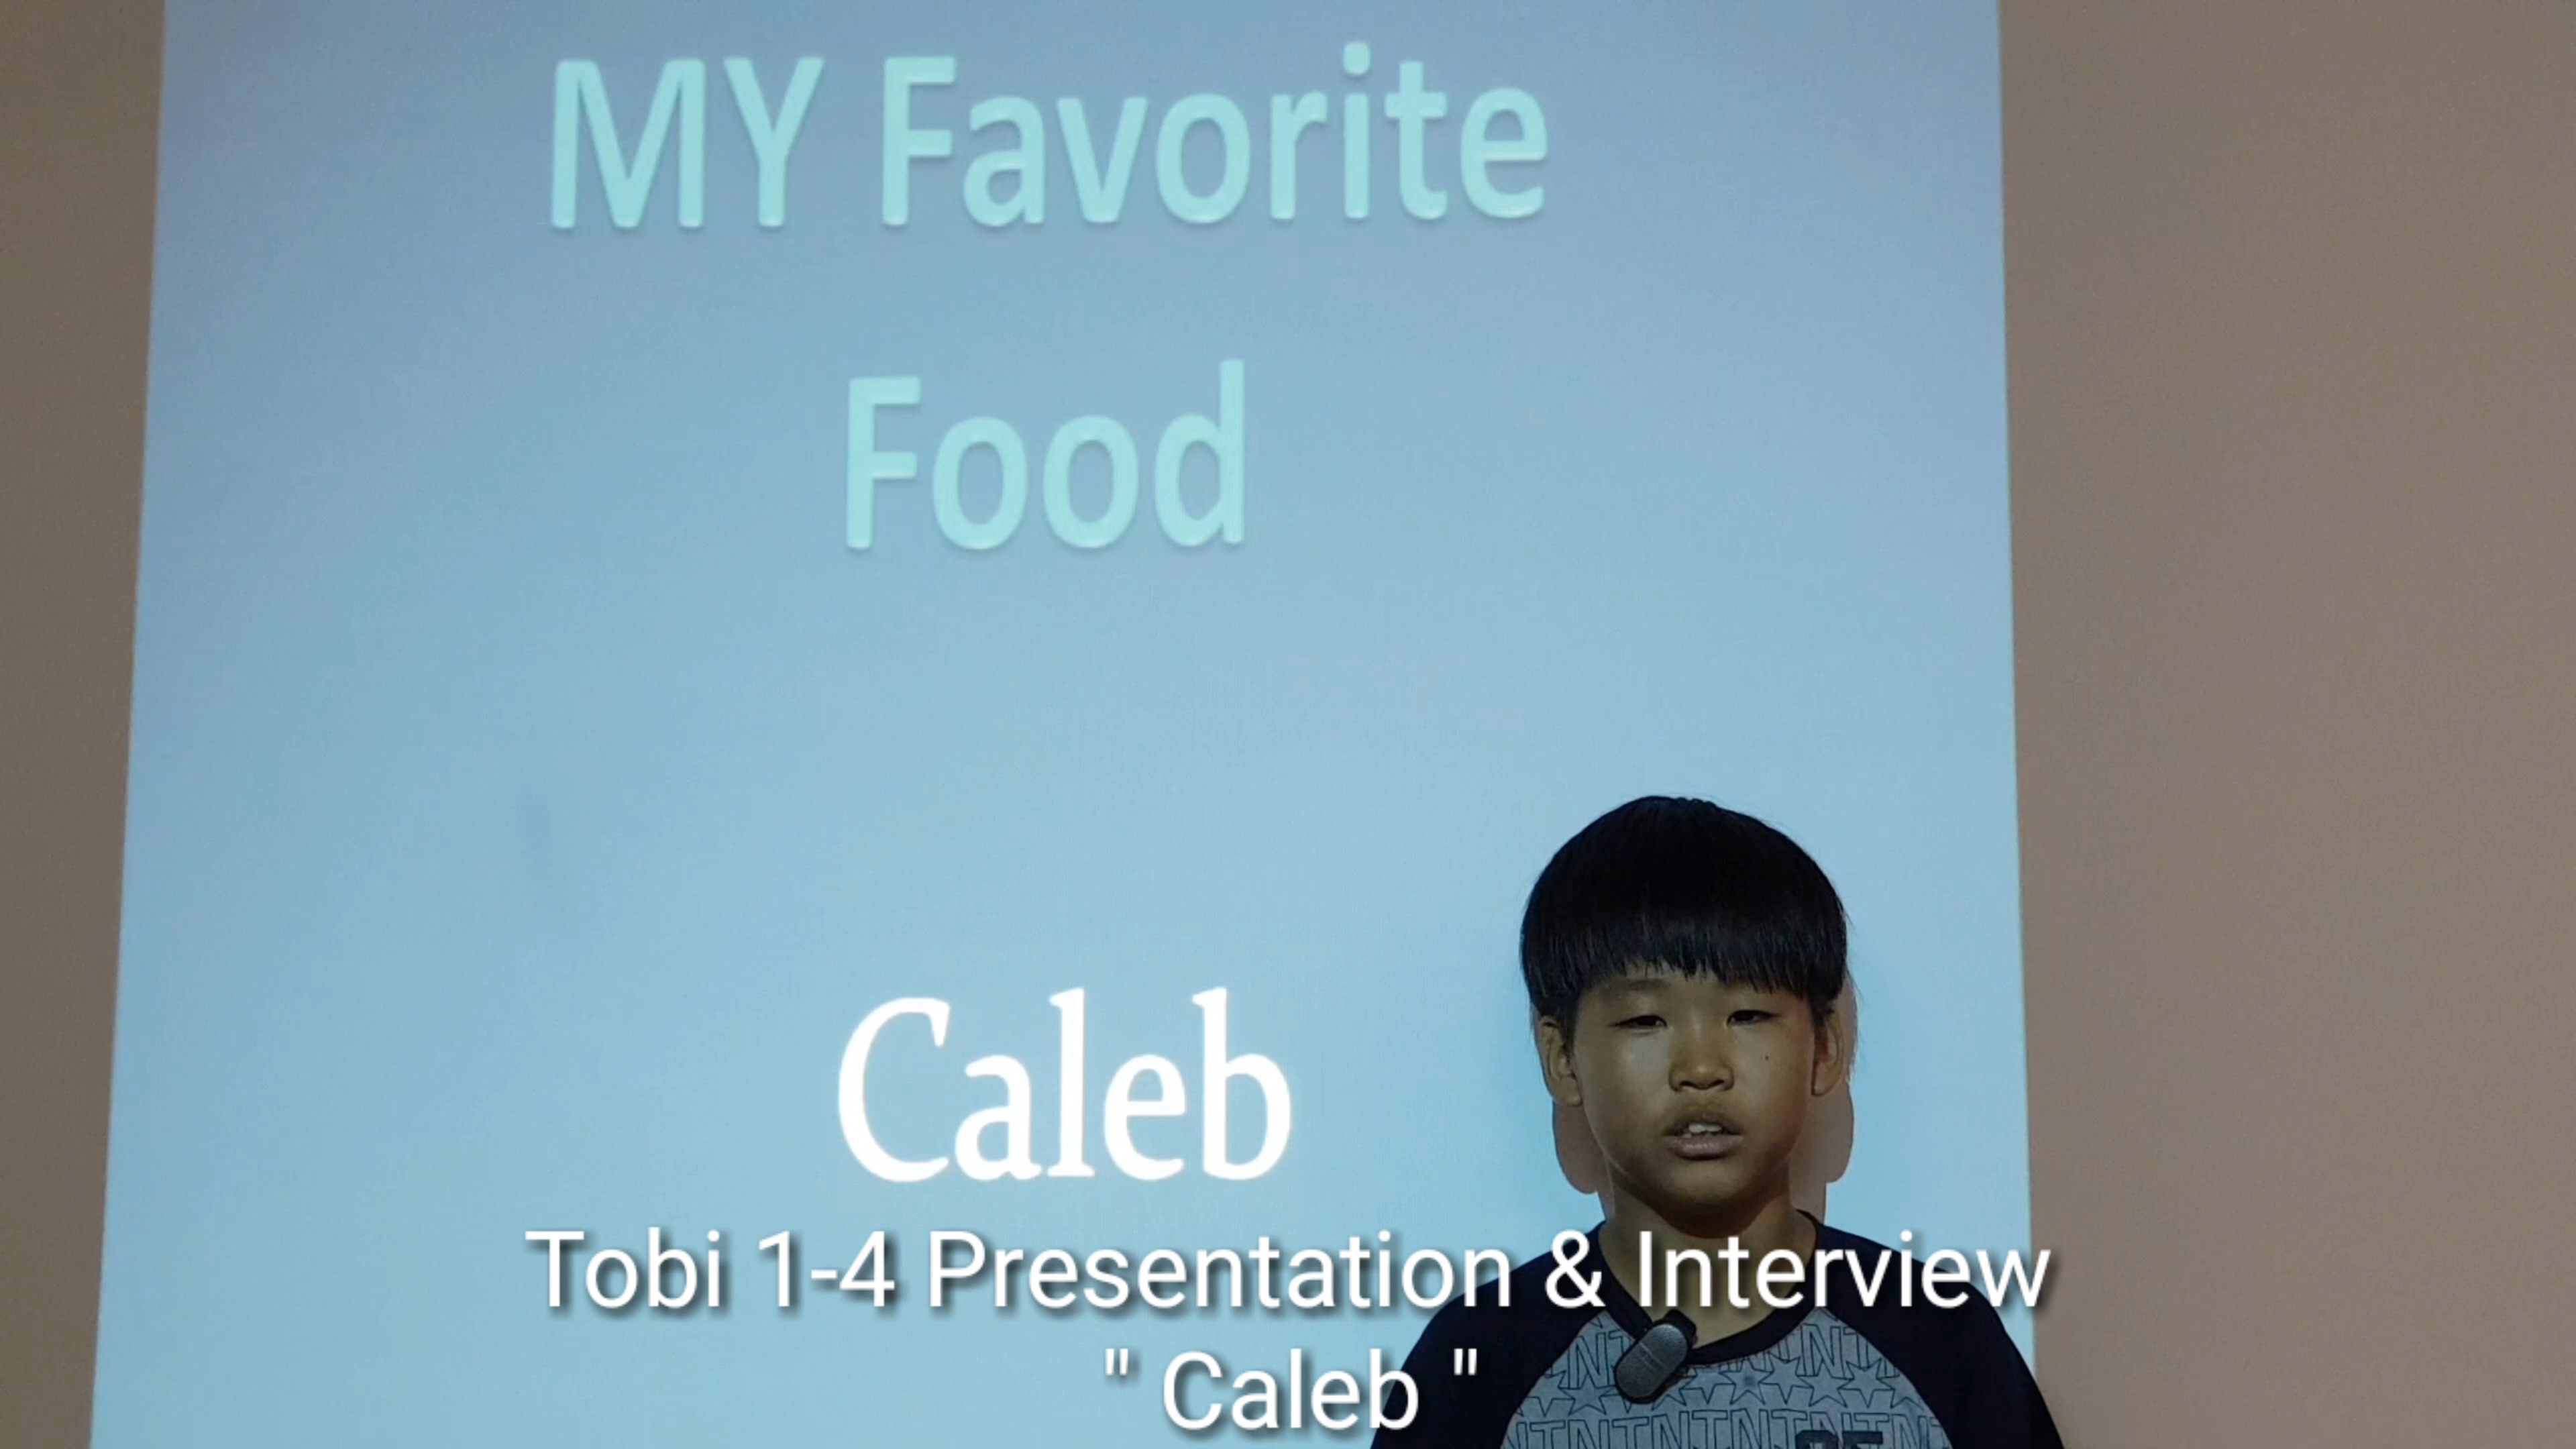 MY Favorite
Food
Caleb
Tobi 1-4 Presentation & Interview
" Caleb "